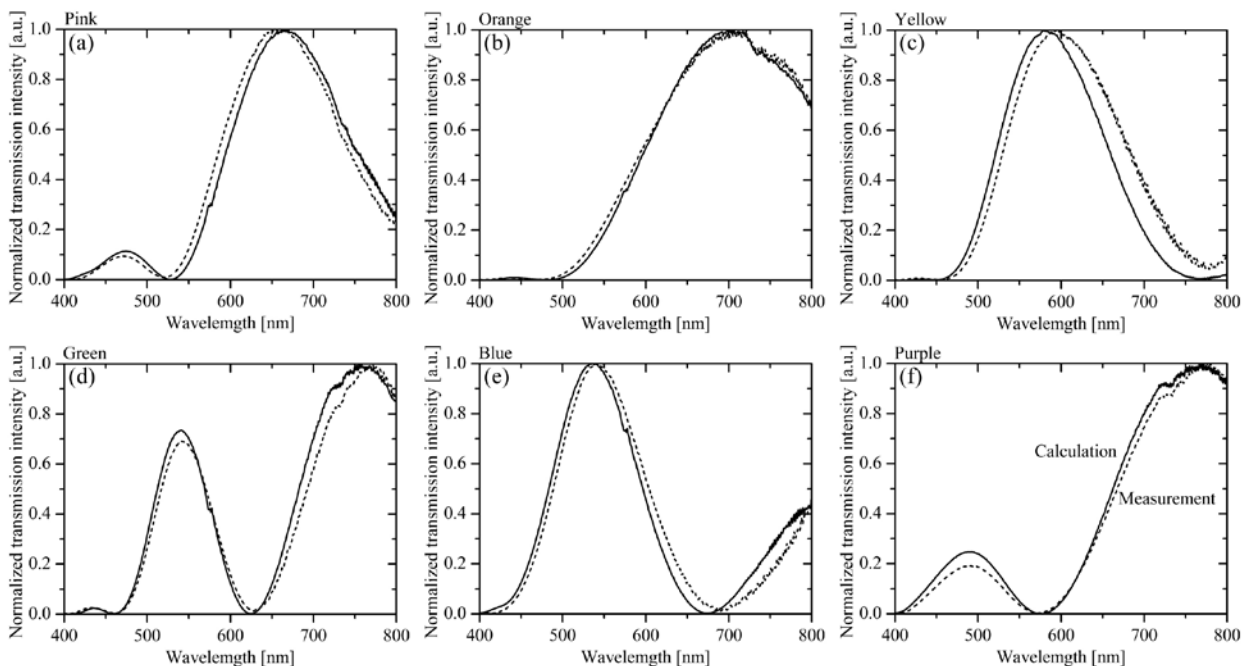 Pink
(a)
Normalized transmission intensity [a.u.]
1.0
0.8
0.6
0.4
0.2
0.0
400 500 600 700 800
Wavelength [nm]
Orange
(b)
Normalized transmission intensity [a.u.]
1.0
0.8
0.6
0.4
0.2
0.0
400 500 600 700 800
Wavelength [nm]
Yellow
(c)
Normalized transmission intensity [a.u.]
1.0
0.8
0.6
0.4
0.2
0.0
400 500 600 700 800
Wavelength [nm]
Green
(d)
Normalized transmission intensity [a.u.]
1.0
0.8
0.6
0.4
0.2
0.0
400 500 600 700 800
Wavelength [nm]
Blue
(e)
Normalized transmission intensity [a.u.]
1.0
0.8
0.6
0.4
0.2
0.0
400 500 600 700 800
Wavelength [nm]
Purple
(f)
Normalized transmission intensity [a.u.]
1.0
0.8
0.6
0.4
0.2
0.0
Calculation
Measurement
400 500 600 700 800
Wavelength [nm]